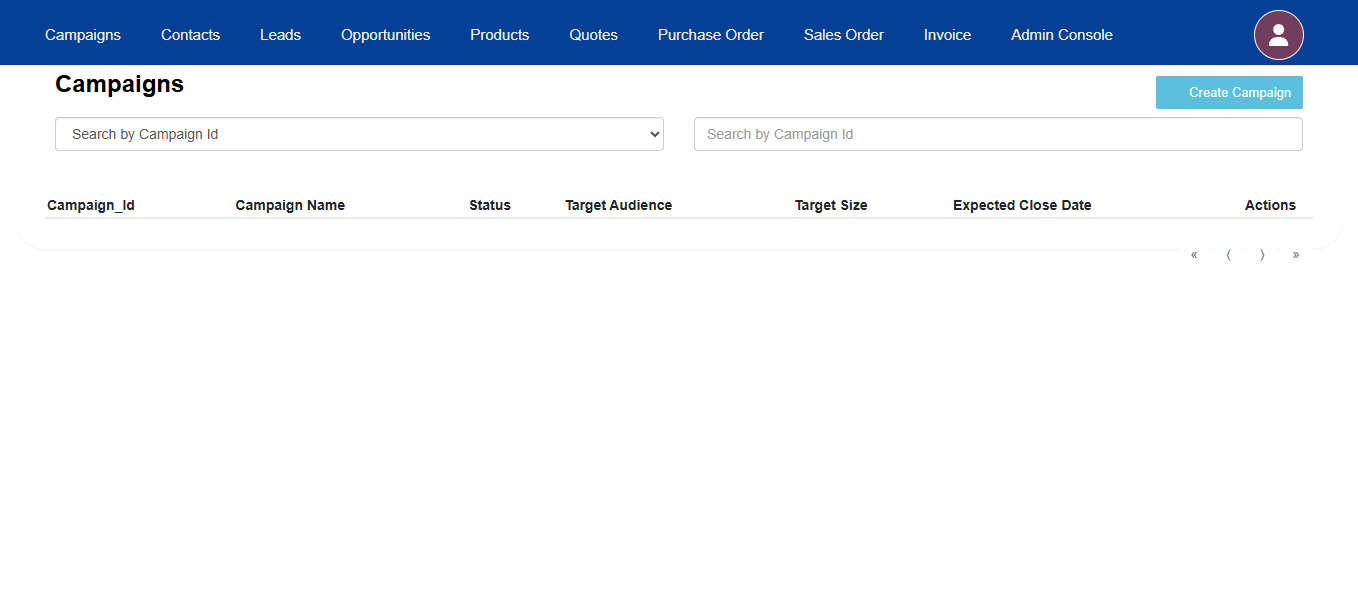 Campaigns Contacts Leads Opportunities Products Quotes Purchase Order Sales Order Invoice Admin Console
Campaigns
Create Campaign
Search by Campaign Id Search by Campaign Id
Campaign_Id Campaign Name Status Target Audience Target Size Expected Close Date Actions
« ⟨ ⟩ »